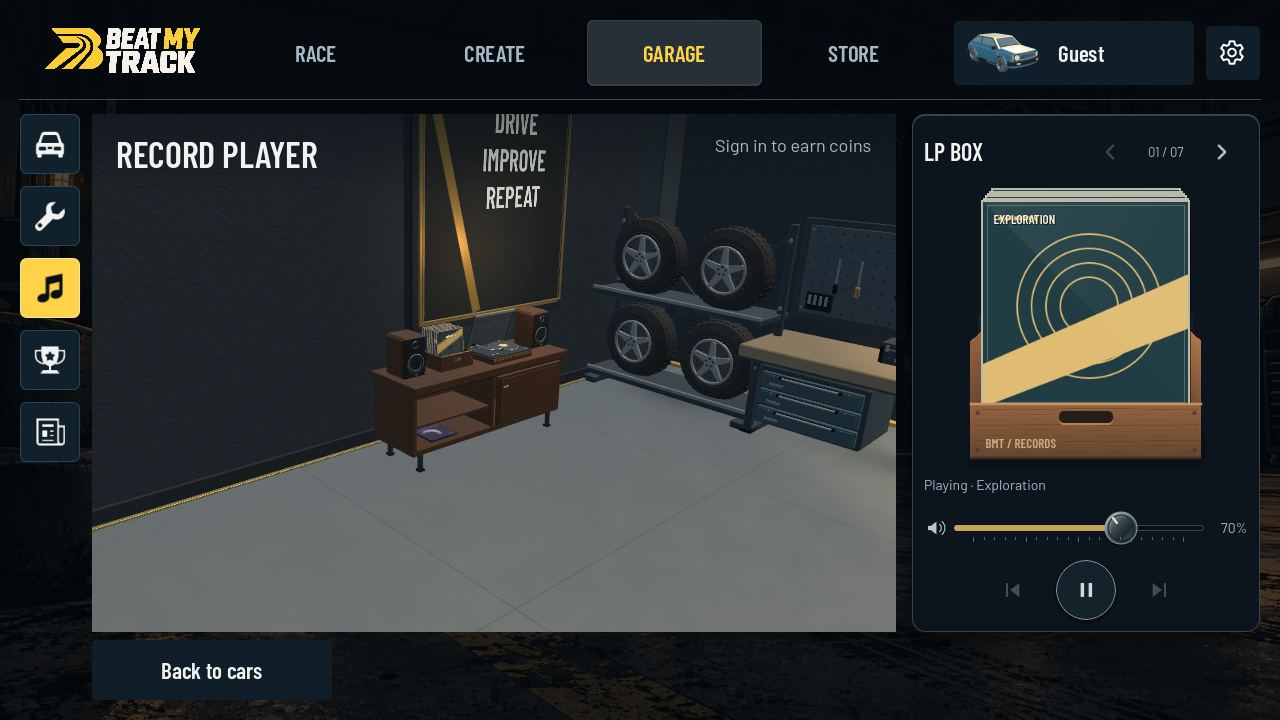 BEAT MY
TRACK
RACE
CREATE
GARAGE
STORE
Guest
RECORD PLAYER
Sign in to earn coins
DRIVE
IMPROVE
REPEAT
LP BOX
01 / 07
EXPLORATION
BMT / RECORDS
Playing · Exploration
70%
Back to cars